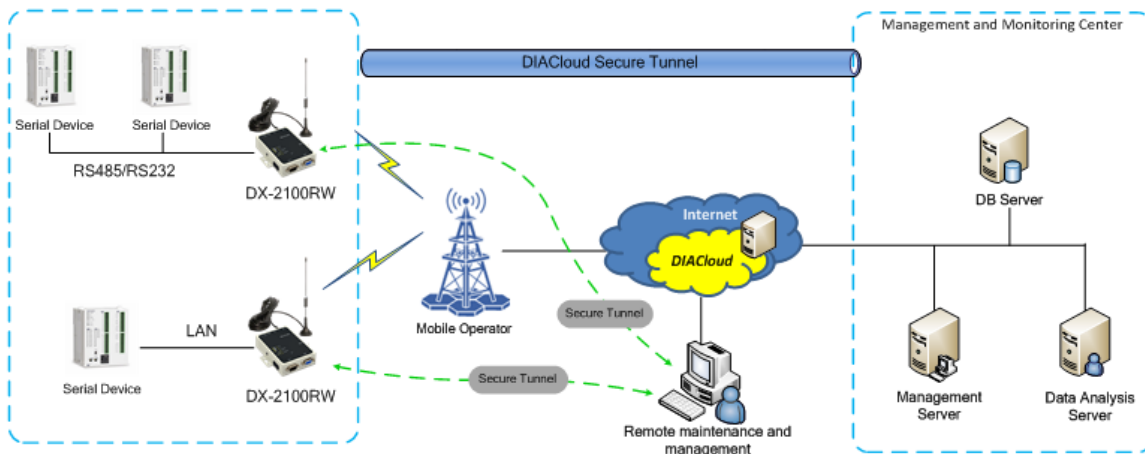 Management and Monitoring Center
DIACloud Secure Tunnel
Serial Device
Serial Device
RS485/RS232
DX-2100RW
DB Server
Internet
DIACloud
Secure Tunnel
Mobile Operator
LAN
Serial Device
DX-2100RW
Secure Tunnel
Remote maintenance and
management
Management
Server
Data Analysis
Server